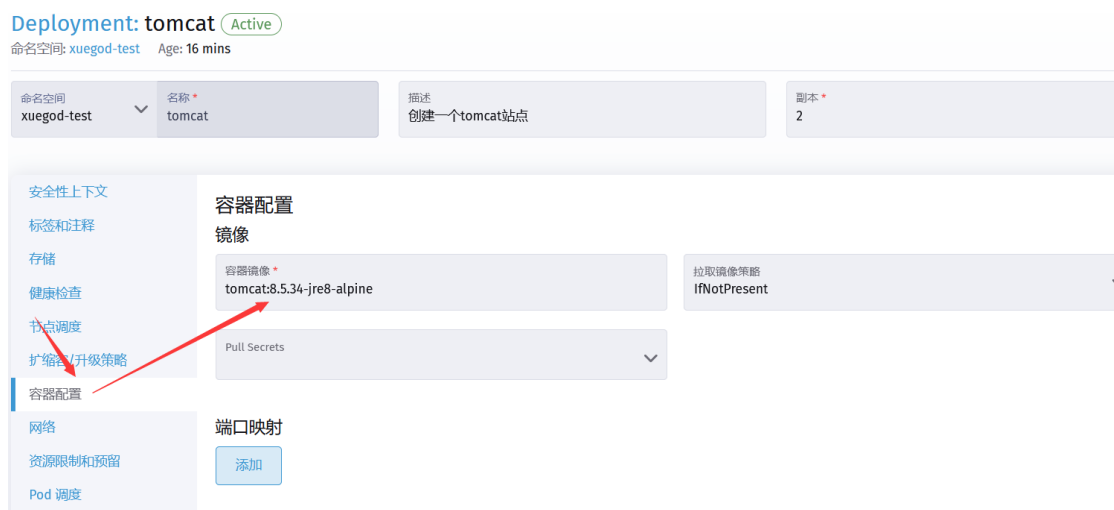 Deployment: tomcat Active
命名空间: xuegod-test Age: 16 mins
命名空间
xuegod-test
名称 *
tomcat
描述
创建一个tomcat站点
副本 *
2
安全性上下文
标签和注释
存储
健康检查
节点调度
扩缩容/升级策略
容器配置
网络
资源限制和预留
Pod 调度
容器配置
镜像
容器镜像 *
tomcat:8.5.34-jre8-alpine
拉取镜像策略
IfNotPresent
Pull Secrets
端口映射
添加